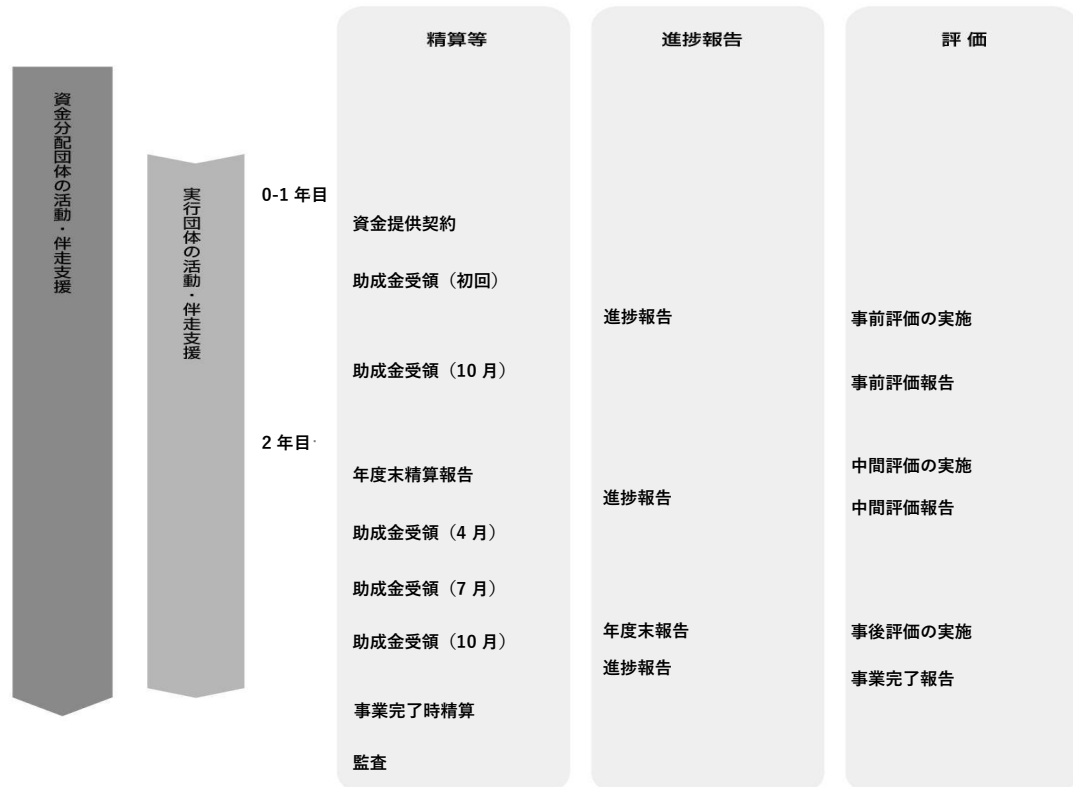 精算等
進捗報告
評 価
資金分配団体の活動・伴走支援
実行団体の活動・伴走支援
0-1 年目
資金提供契約
助成金受領（初回）
進捗報告
事前評価の実施
助成金受領（10 月）
事前評価報告
2 年目
年度末精算報告
中間評価の実施
進捗報告
中間評価報告
助成金受領（4 月）
助成金受領（7 月）
助成金受領（10 月）
年度末報告
事後評価の実施
進捗報告
事業完了報告
事業完了時精算
監査